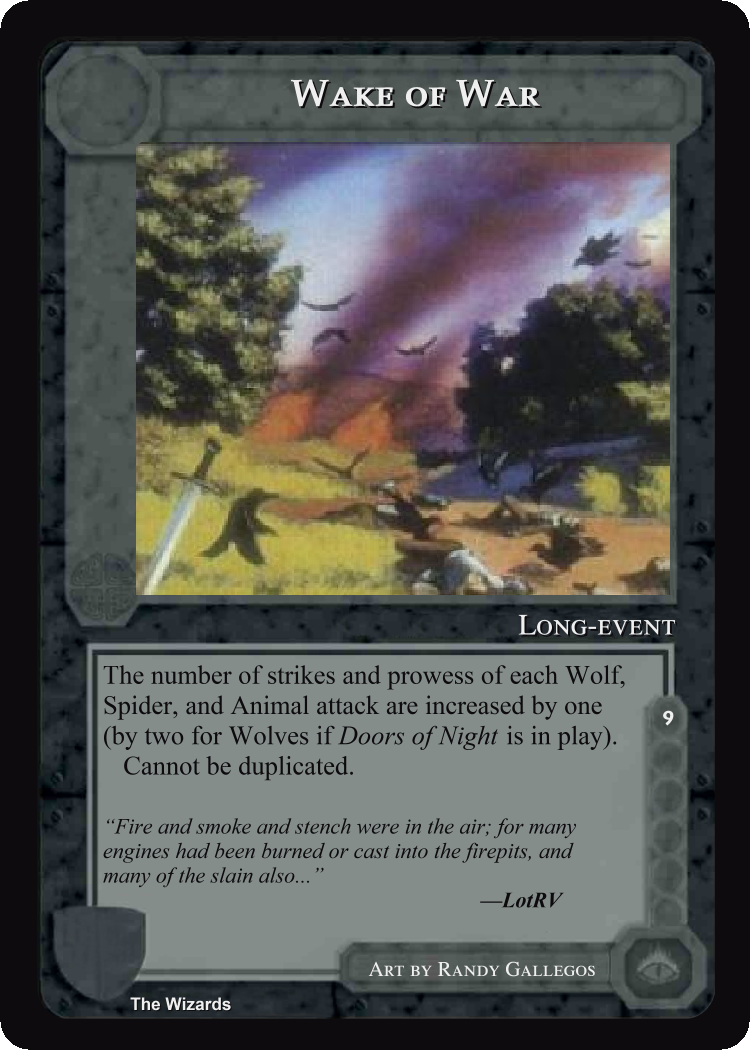 Wake of War
Long-event
The number of strikes and prowess of each Wolf,
Spider, and Animal attack are increased by one
(by two for Wolves if Doors of Night is in play).
Cannot be duplicated.
9
“Fire and smoke and stench were in the air; for many
engines had been burned or cast into the firepits, and
many of the slain also...”
—LotRV
Art by Randy Gallegos
The Wizards